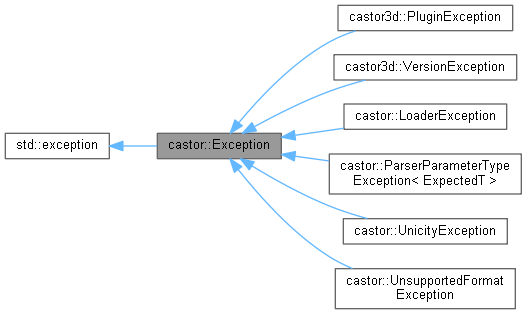 castor3d::PluginException
castor3d::VersionException
castor::LoaderException
std::exception
castor::Exception
castor::ParserParameterType
Exception< ExpectedT >
castor::UnicityException
castor::UnsupportedFormat
Exception